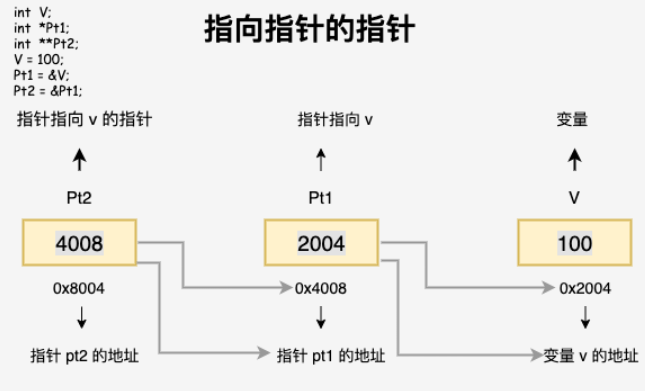 int V;
int *Pt1;
int **Pt2;
V = 100;
Pt1 = &V;
Pt2 = &Pt1;
指向指针的指针
指针指向 v 的指针
指针指向 v
变量
Pt2
Pt1
V
4008
2004
100
0x8004
0x4008
0x2004
指针 pt2 的地址
指针 pt1 的地址
变量 v 的地址